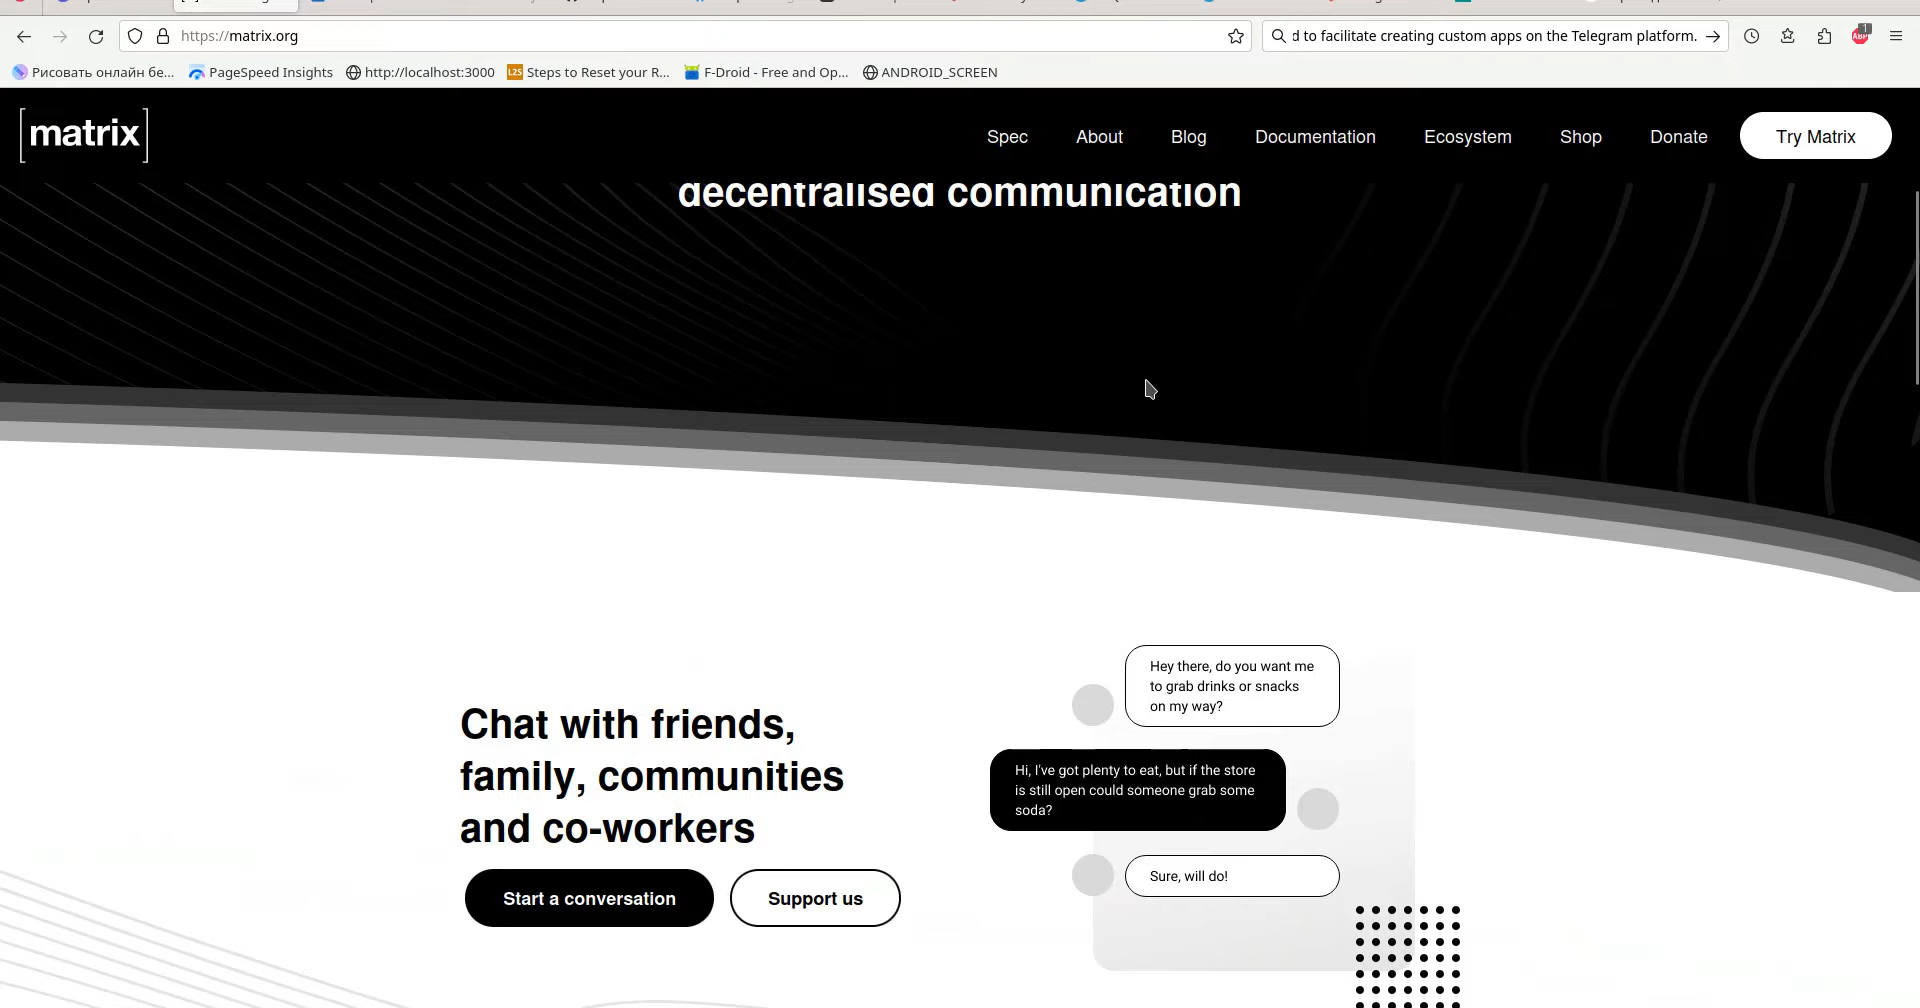 https://matrix.org
d to facilitate creating custom apps on the Telegram platform.
1
ABP
Рисовать онлайн бе...
PageSpeed Insights
http://localhost:3000
L2S
Steps to Reset your R...
F-Droid - Free and Op...
ANDROID_SCREEN
[matrix]
Spec
About
Blog
Documentation
Ecosystem
Shop
Donate
Try Matrix
decentralised communication
Chat with friends,
family, communities
and co-workers
Start a conversation
Support us
Hey there, do you want me
to grab drinks or snacks
on my way?
Hi, I've got plenty to eat, but if the store
is still open could someone grab some
soda?
Sure, will do!